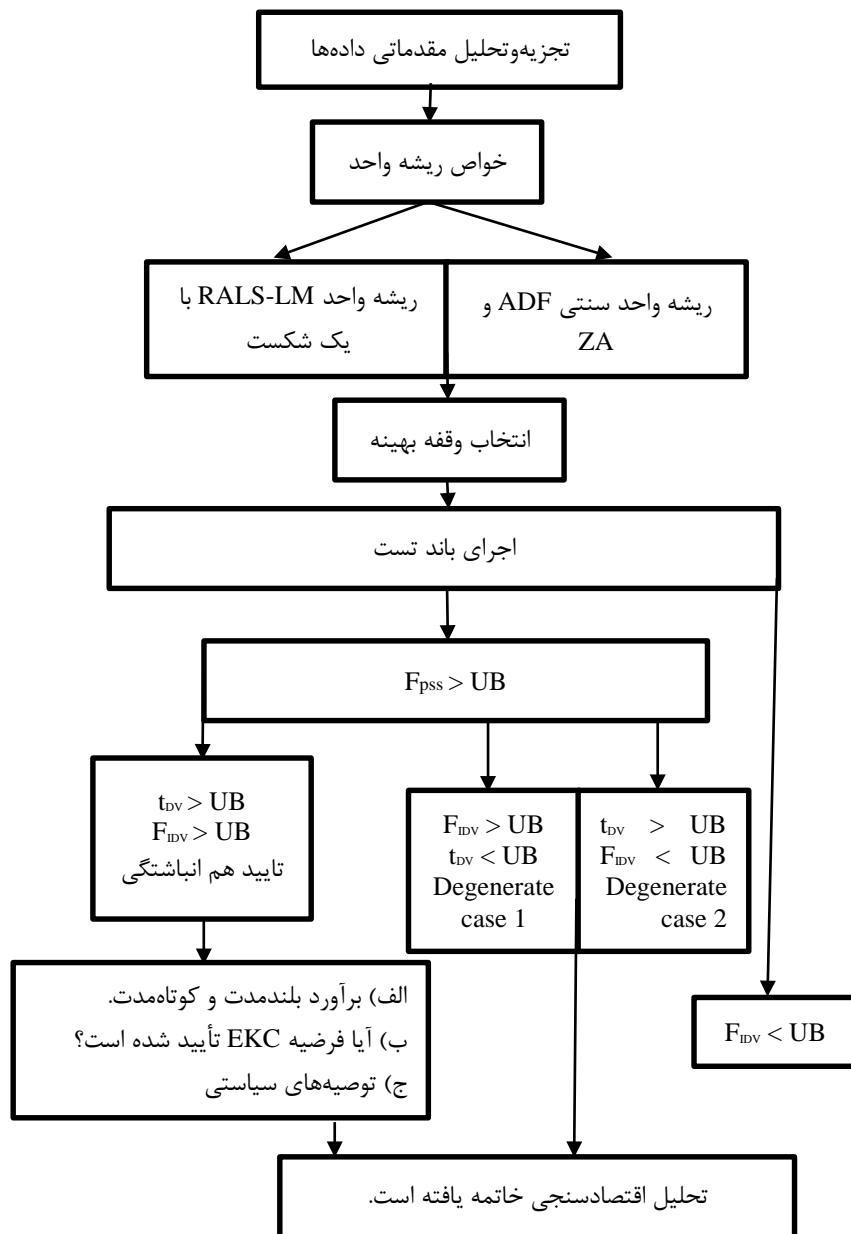 تجزیه‌وتحلیل مقدماتی داده‌ها
خواص ریشه واحد
ریشه واحد سنتی ADF و
ZA
ریشه واحد RALS-LM با
یک شکست
انتخاب وقفه بهینه
اجرای باند تست
Fpss > UB
tDV > UB
FIDV > UB
تایید هم انباشتگی
FIDV > UB
tDV < UB
Degenerate
case 1
tDV > UB
FIDV < UB
Degenerate
case 2
الف) برآورد بلندمدت و کوتاه‌مدت.
ب) آیا فرضیه EKC تأیید شده است؟
ج) توصیه‌های سیاستی
FIDV < UB
تحلیل اقتصادسنجی خاتمه یافته است.